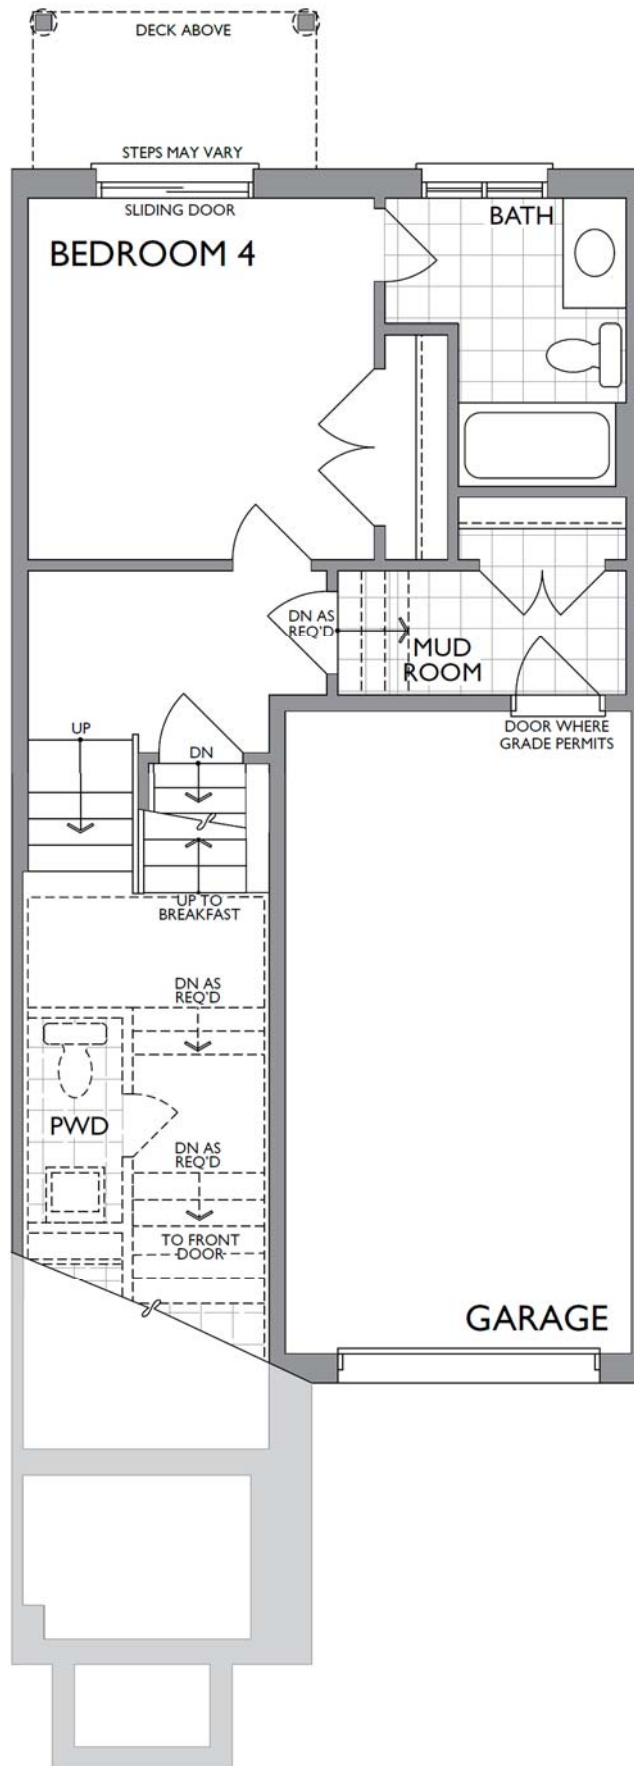 DECK ABOVE
STEPS MAY VARY
SLIDING DOOR
BATH
BEDROOM 4
DN AS
REQ'D
MUD
ROOM
UP
DN
DOOR WHERE
GRADE PERMITS
UP TO
BREAKFAST
DN AS
REQ'D
PWD
DN AS
REQ'D
TO FRONT
DOOR
GARAGE